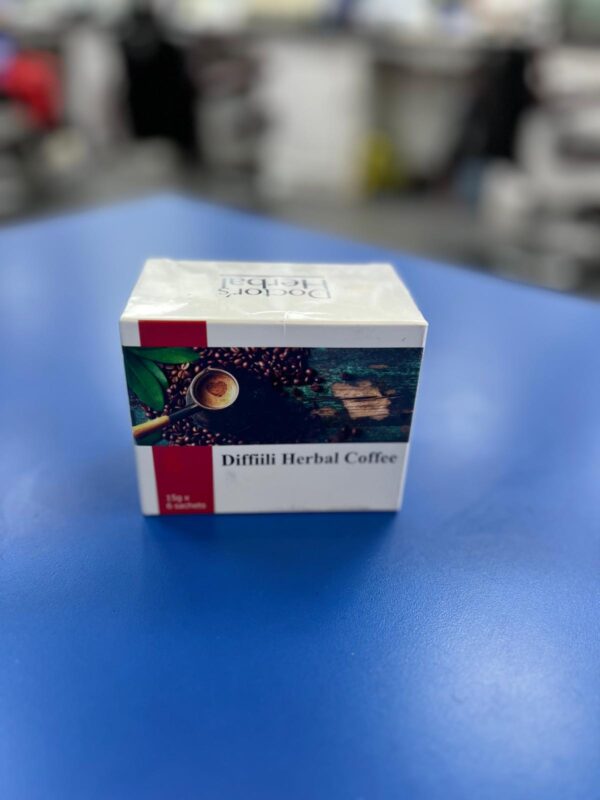 Doctor's
Herbal
Diffiili Herbal Coffee
15g x
6 sachets